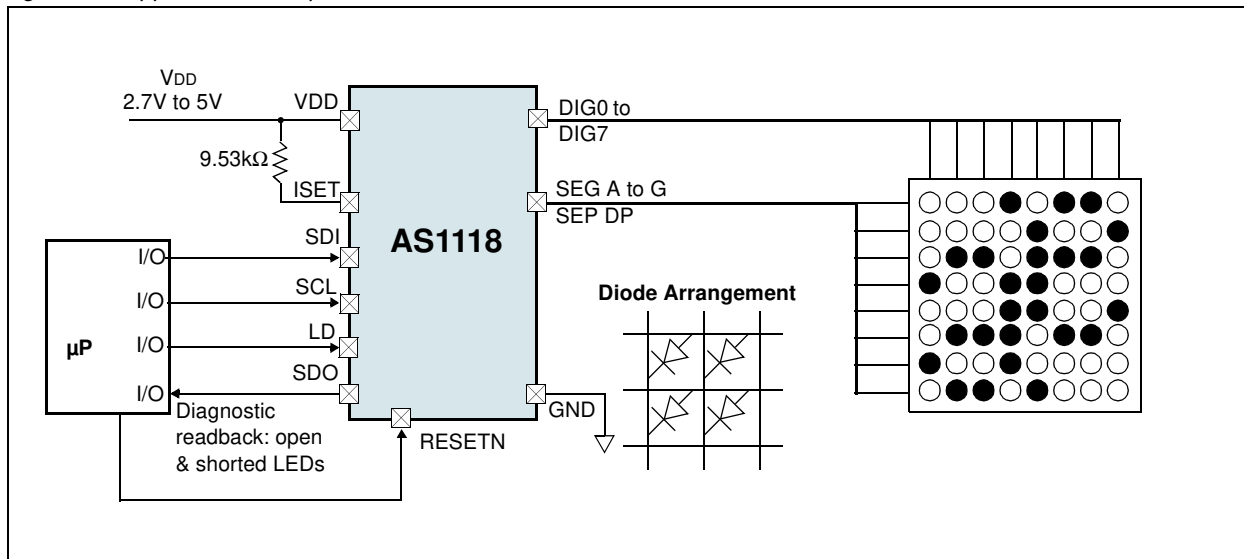 VDD
2.7V to 5V
VDD
9.53kΩ
ISET
SDI
SCL
LD
SDO
AS1118
DIG0 to
DIG7
SEG A to G
SEP DP
GND
RESETN
I/O
I/O
I/O
I/O
µP
Diagnostic
readback: open
& shorted LEDs
Diode Arrangement